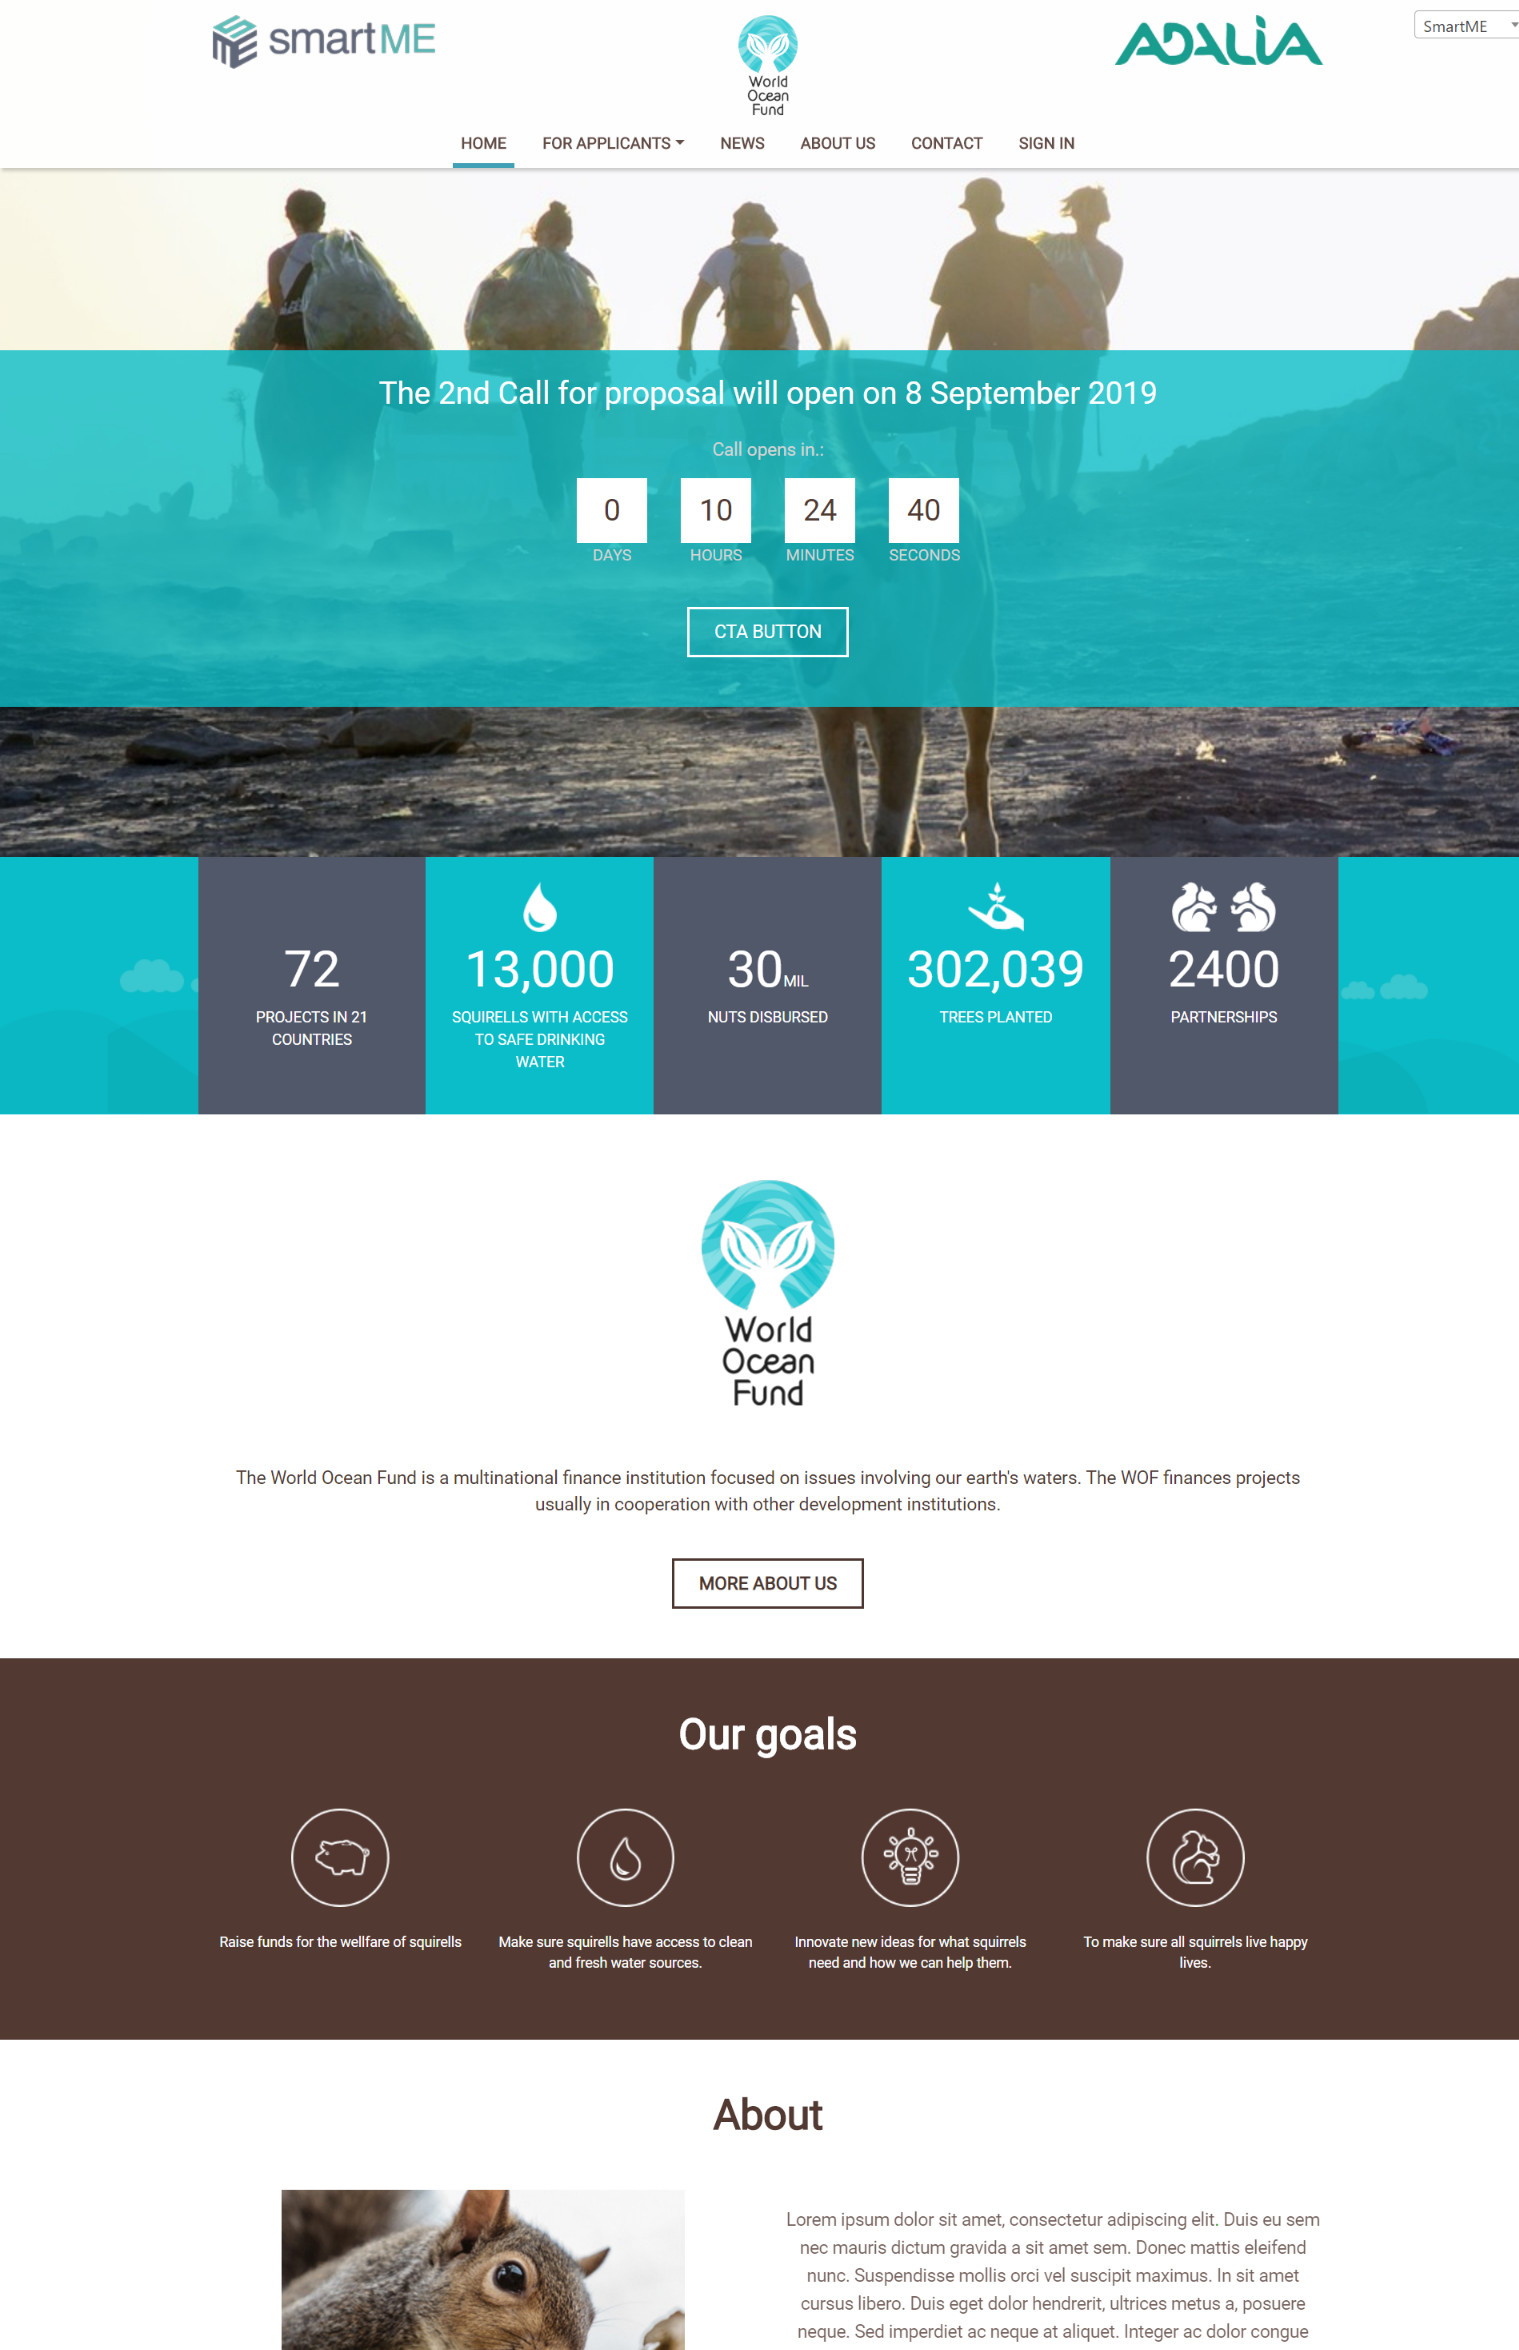 smartME
World
Ocean
Fund
ADALIA
SmartME
HOME
FOR APPLICANTS
NEWS
ABOUT US
CONTACT
SIGN IN
The 2nd Call for proposal will open on 8 September 2019
Call opens in.:
0
10
24
40
DAYS
HOURS
MINUTES
SECONDS
CTA BUTTON
72
PROJECTS IN 21
COUNTRIES
13,000
SQUIRELLS WITH ACCESS
TO SAFE DRINKING
WATER
30MIL
NUTS DISBURSED
302,039
TREES PLANTED
2400
PARTNERSHIPS
World
Ocean
Fund
The World Ocean Fund is a multinational finance institution focused on issues involving our earth's waters. The WOF finances projects
usually in cooperation with other development institutions.
MORE ABOUT US
Our goals
Raise funds for the wellfare of squirells
Make sure squirells have access to clean
and fresh water sources.
Innovate new ideas for what squirrels
need and how we can help them.
To make sure all squirrels live happy
lives.
About
Lorem ipsum dolor sit amet, consectetur adipiscing elit. Duis eu sem
nec mauris dictum gravida a sit amet sem. Donec mattis eleifend
nunc. Suspendisse mollis orci vel suscipit maximus. In sit amet
cursus libero. Duis eget dolor hendrerit, ultrices metus a, posuere
neque. Sed imperdiet ac neque at aliquet. Integer ac dolor congue